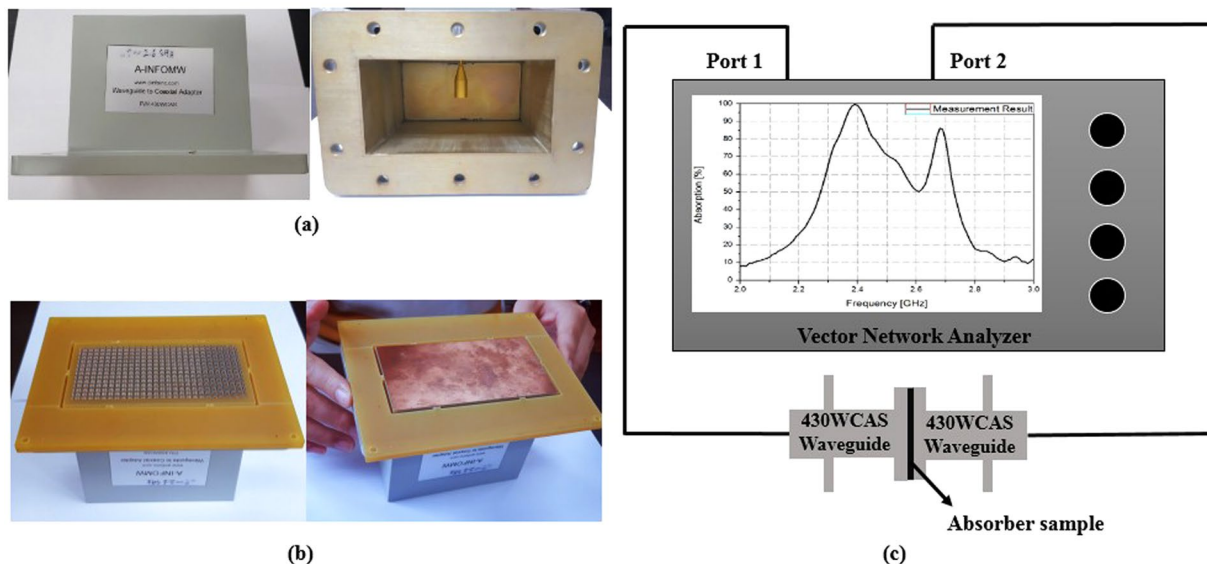 A-INFOMW
Waveguide to Coaxial Adapter
(a)
A-INFOMW
A-INFOMW
(b)
Port 1
Port 2
Measurement Result
Absorption [%]
100
90
80
70
60
50
40
30
20
10
0
2.0
2.2
2.4
2.6
2.8
3.0
Frequency [GHz]
Vector Network Analyzer
430WCAS
Waveguide
430WCAS
Waveguide
Absorber sample
(c)